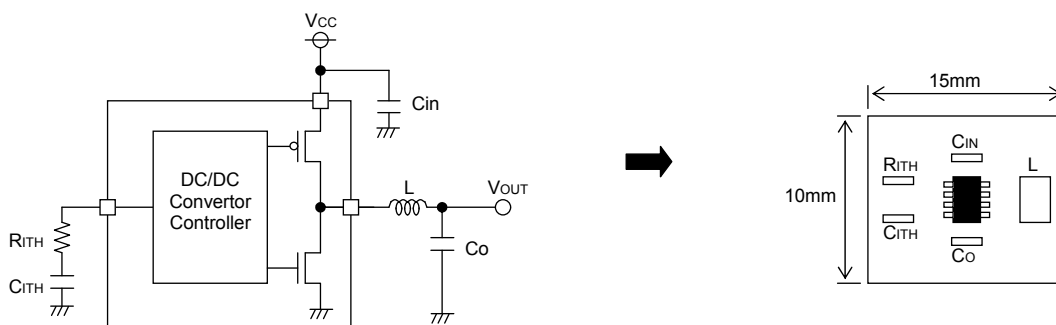 VCC
Cin
DC/DC
Convertor
Controller
L
VOUT
RITH
CITH
Co
15mm
10mm
CIN
RITH
L
CITH
CO